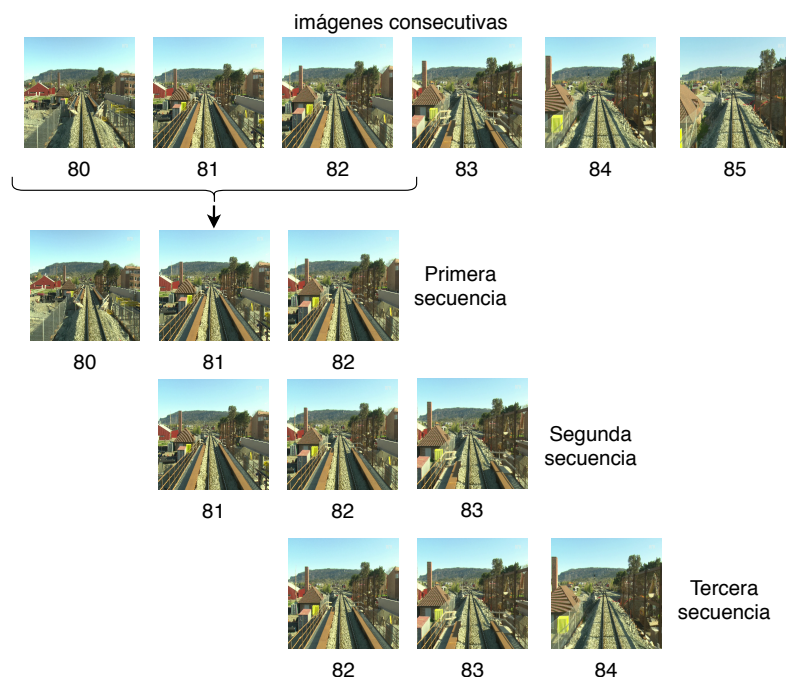 imágenes consecutivas
80 81 82 83 84 85
Primera
secuencia
80 81 82
Segunda
secuencia
81 82 83
Tercera
secuencia
82 83 84